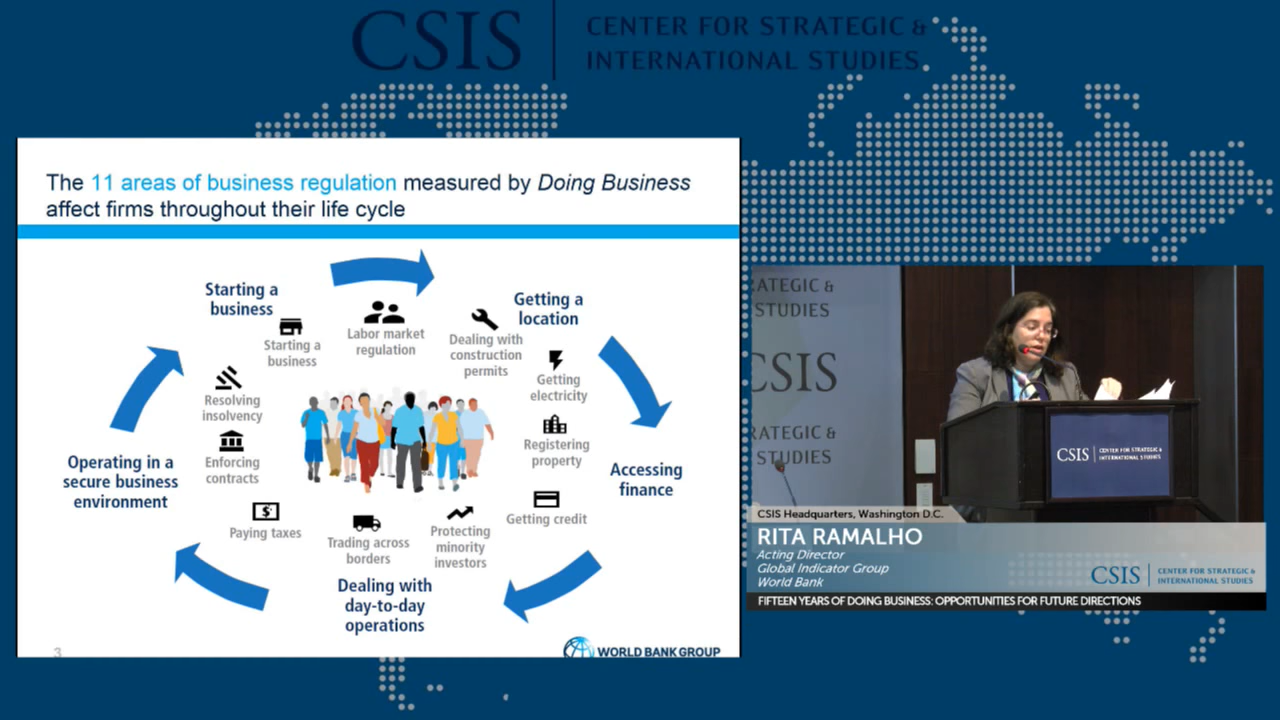 CSIS
CENTER FOR STRATEGIC &
INTERNATIONAL STUDIES
The 11 areas of business regulation measured by Doing Business
affect firms throughout their life cycle
Starting a
business
Getting a
location
Accessing
finance
Dealing with
day-to-day
operations
Operating in a
secure business
environment
Starting a
business
Labor market
regulation
Dealing with
construction
permits
Getting
electricity
Registering
property
Getting credit
Protecting
minority
investors
Trading across
borders
Paying taxes
Enforcing
contracts
Resolving
insolvency
3
WORLD BANK GROUP
ATEGIC &
STUDIES
CSIS
RATEGIC &
STUDIES
CSIS
CENTER FOR STRATEGIC &
INTERNATIONAL STUDIES
CSIS Headquarters, Washington D.C.
RITA RAMALHO
Acting Director
Global Indicator Group
World Bank
CSIS
CENTER FOR STRATEGIC &
INTERNATIONAL STUDIES
FIFTEEN YEARS OF DOING BUSINESS: OPPORTUNITIES FOR FUTURE DIRECTIONS